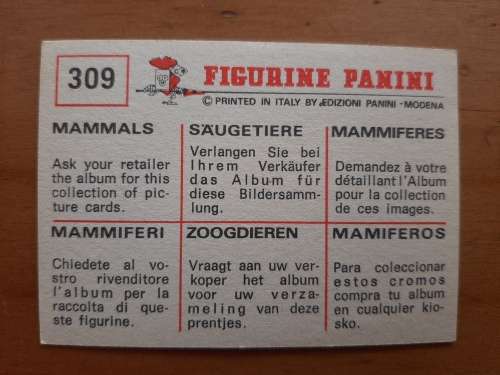 309
FIGURINE PANINI
© PRINTED IN ITALY BY EDIZIONI PANINI - MODENA
MAMMALS
Ask your retailer
the album for this
collection of pic-
ture cards.
SÄUGETIERE
Verlangen Sie bei
Ihrem Verkäufer
das Album für
diese Bildersamm-
lung.
MAMMIFERES
Demandez à votre
détaillant l'Album
pour la collection
de ces images.
MAMMIFERI
Chiedete al vo-
stro rivenditore
l'album per la
raccolta di que-
ste figurine.
ZOOGDIEREN
Vraagt aan uw ver-
koper het album
voor uw verza-
meling van deze
prentjes.
MAMIFEROS
Para coleccionar
estos cromos
compra tu album
en cualquier kio-
sko.